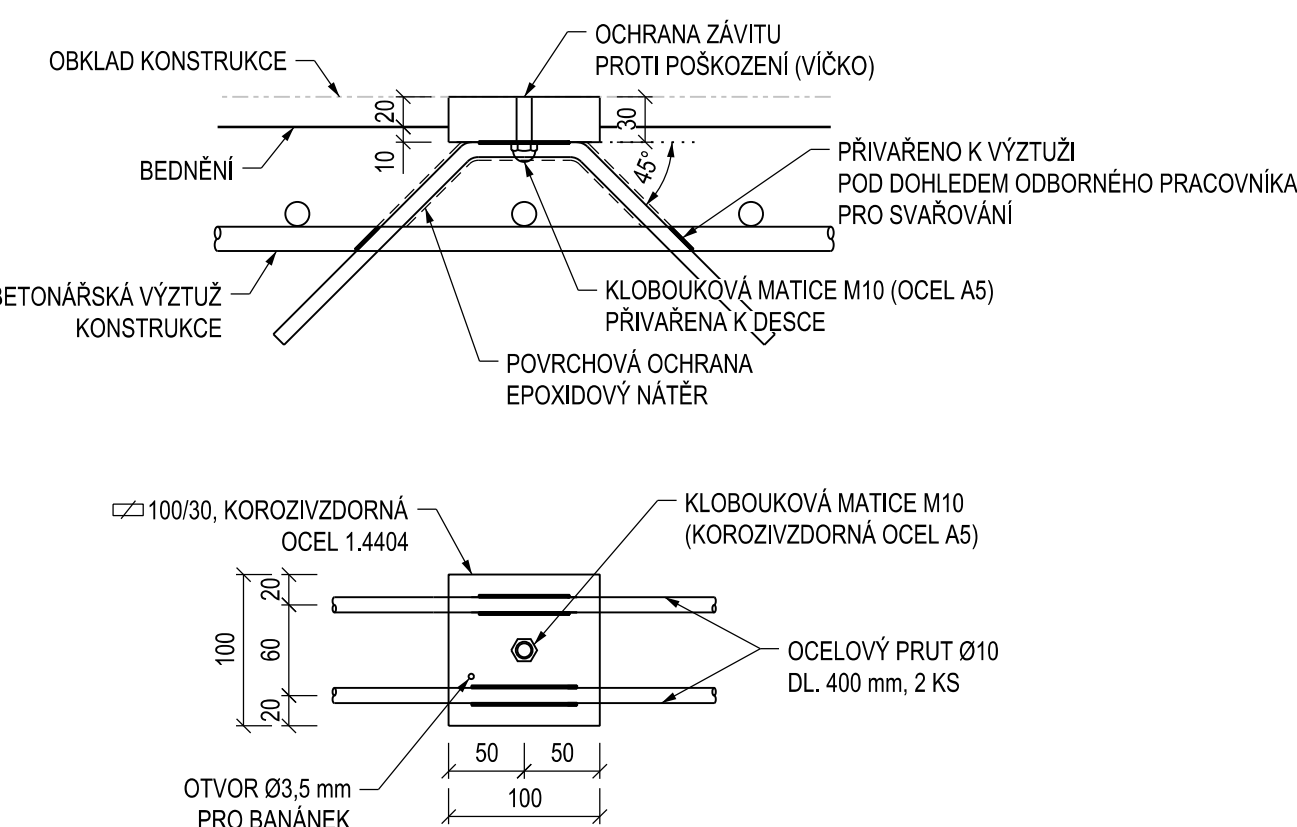 OCHRANA ZÁVITU
PROTI POŠKOZENÍ (VÍČKO)
OBKLAD KONSTRUKCE
20
30
10
45°
BEDNĚNÍ
PŘIVAŘENO K VÝZTUŽI
POD DOHLEDEM ODBORNÉHO PRACOVNÍKA
PRO SVAŘOVÁNÍ
BETONÁŘSKÁ VÝZTUŽ
KONSTRUKCE
KLOBOUKOVÁ MATICE M10 (OCEL A5)
PŘIVAŘENA K DESCE
POVRCHOVÁ OCHRANA
EPOXIDOVÝ NÁTĚR
100/30, KOROZIVZDORNÁ
OCEL 1.4404
KLOBOUKOVÁ MATICE M10
(KOROZIVZDORNÁ OCEL A5)
20
100
60
20
OCELOVÝ PRUT Ø10
DL. 400 mm, 2 KS
50 50
100
OTVOR Ø3,5 mm
PRO BANÁNEK